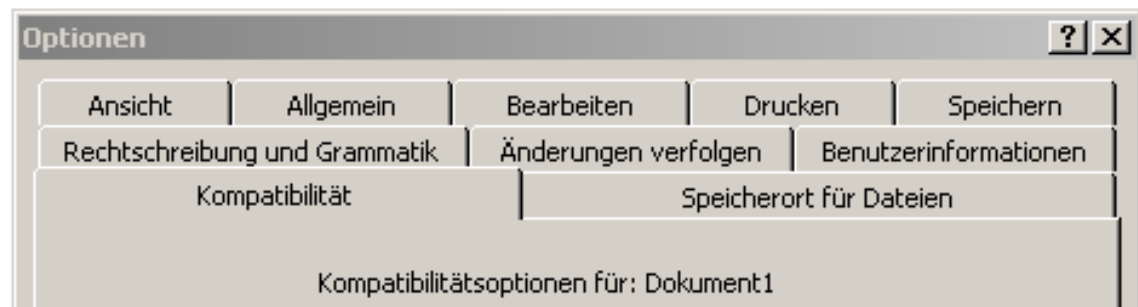 Optionen
Ansicht Allgemein Bearbeiten Drucken Speichern
Rechtschreibung und Grammatik Änderungen verfolgen Benutzerinformationen
Kompatibilität Speicherort für Dateien
Kompatibilitätsoptionen für: Dokument1